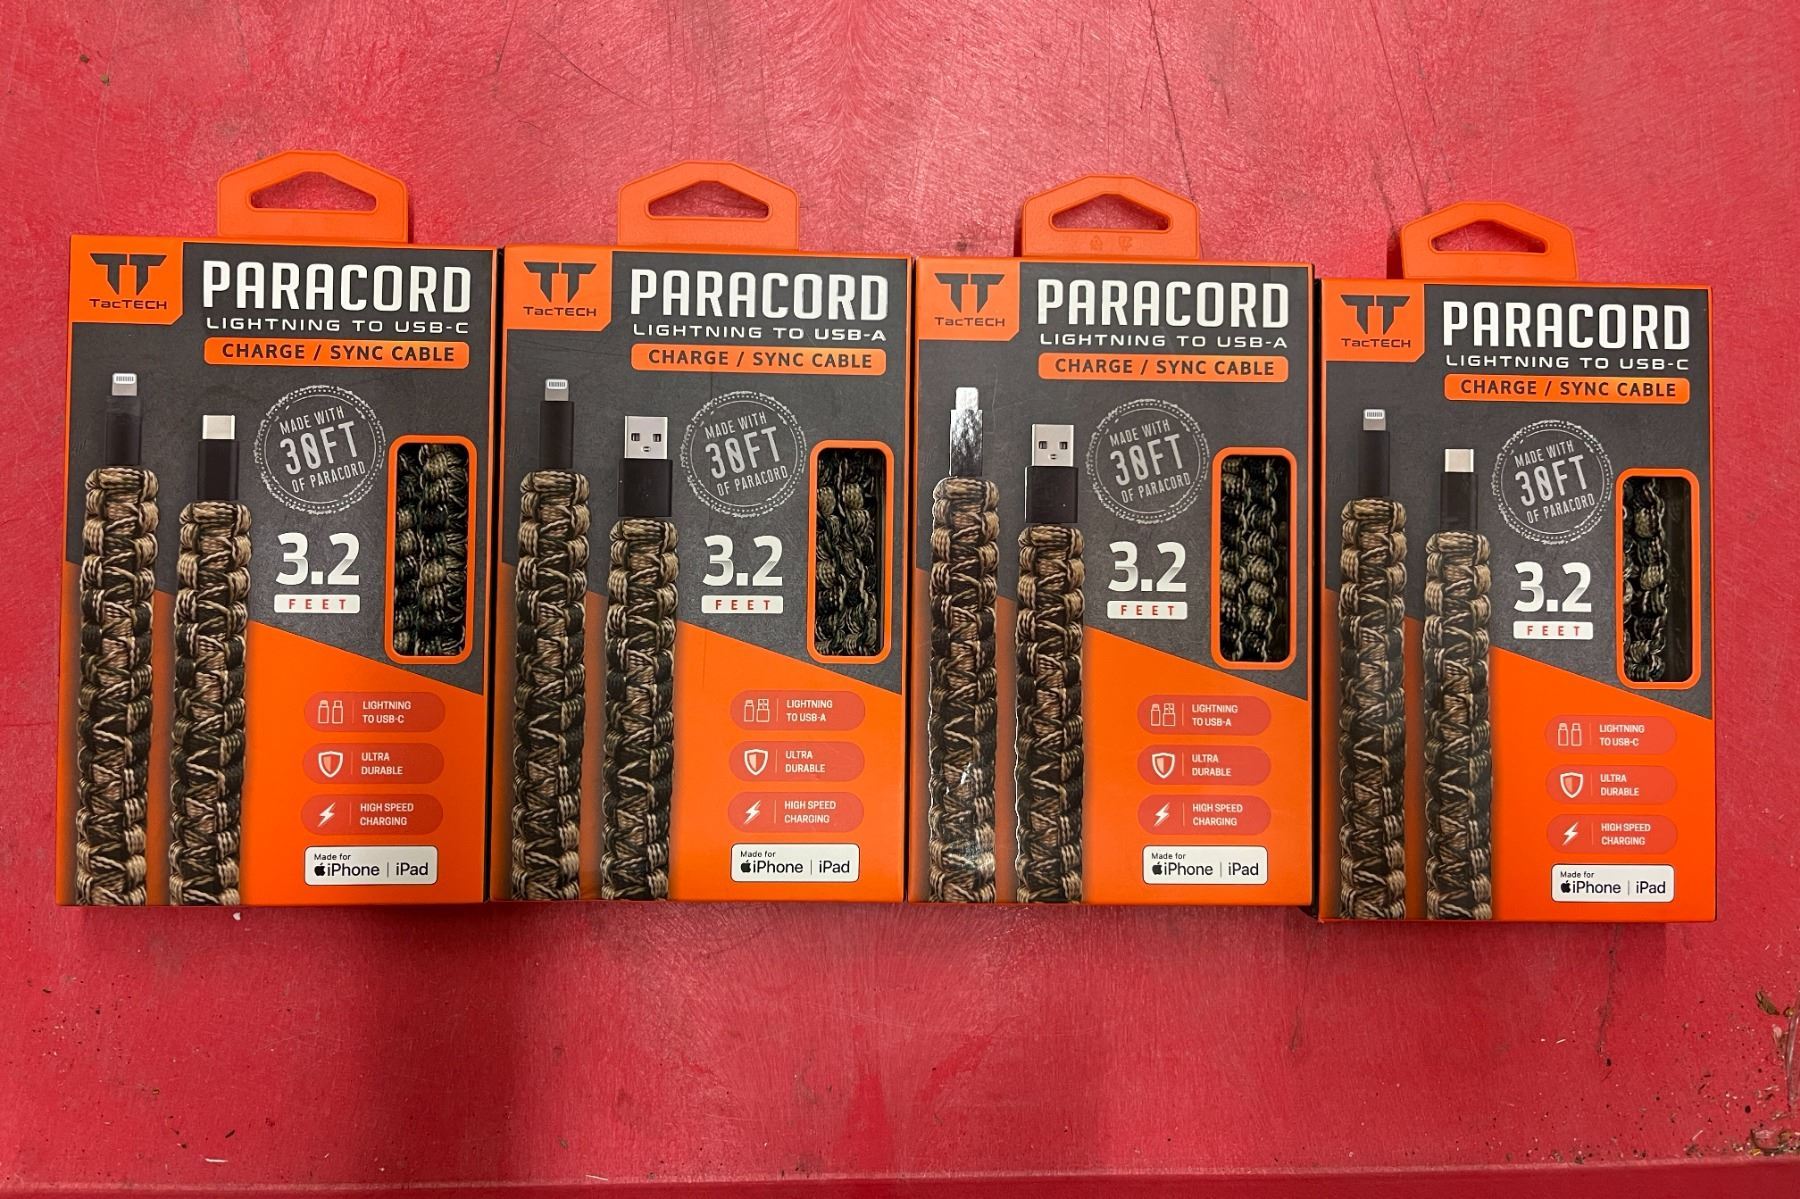 TT
TacTECH
PARACORD
LIGHTNING TO USB-C
CHARGE / SYNC CABLE
MADE WITH
30FT
OF PARACORD
3.2
FEET
LIGHTNING
TO USB-C
ULTRA
DURABLE
HIGH SPEED
CHARGING
Made for
iPhone | iPad
TT
TacTECH
PARACORD
LIGHTNING TO USB-A
CHARGE / SYNC CABLE
MADE WITH
30FT
OF PARACORD
3.2
FEET
LIGHTNING
TO USB-A
ULTRA
DURABLE
HIGH SPEED
CHARGING
Made for
iPhone | iPad
TT
TacTECH
PARACORD
LIGHTNING TO USB-A
CHARGE / SYNC CABLE
MADE WITH
30FT
OF PARACORD
3.2
FEET
LIGHTNING
TO USB-A
ULTRA
DURABLE
HIGH SPEED
CHARGING
Made for
iPhone | iPad
TT
TacTECH
PARACORD
LIGHTNING TO USB-C
CHARGE / SYNC CABLE
MADE WITH
30FT
OF PARACORD
3.2
FEET
LIGHTNING
TO USB-C
ULTRA
DURABLE
HIGH SPEED
CHARGING
Made for
iPhone | iPad